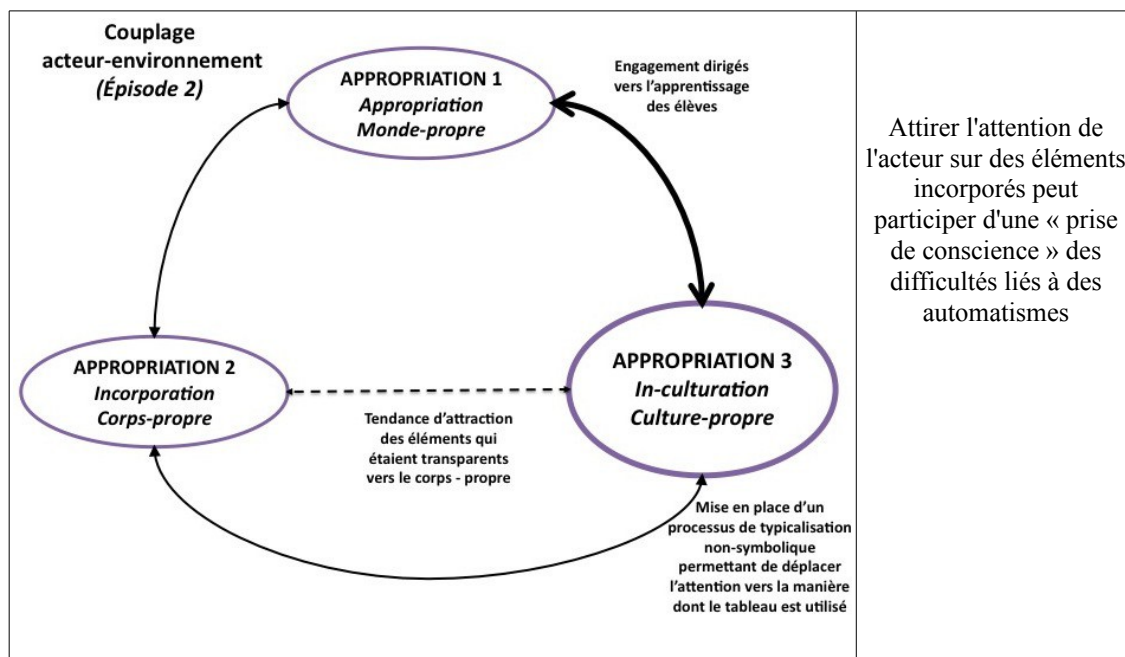 Couplage
acteur-environnement
(Épisode 2)
APPROPRIATION 1
Appropriation
Monde-propre
Engagement dirigés
vers l’apprentissage
des élèves
APPROPRIATION 2
Incorporation
Corps-propre
APPROPRIATION 3
In-culturation
Culture-propre
Tendance d’attraction
des éléments qui
étaient transparents
vers le corps - propre
Mise en place d’un
processus de typicalisation
non-symbolique
permettant de déplacer
l’attention vers la manière
dont le tableau est utilisé
Attirer l'attention de
l'acteur sur des éléments
incorporés peut
participer d'une « prise
de conscience » des
difficultés liés à des
automatismes